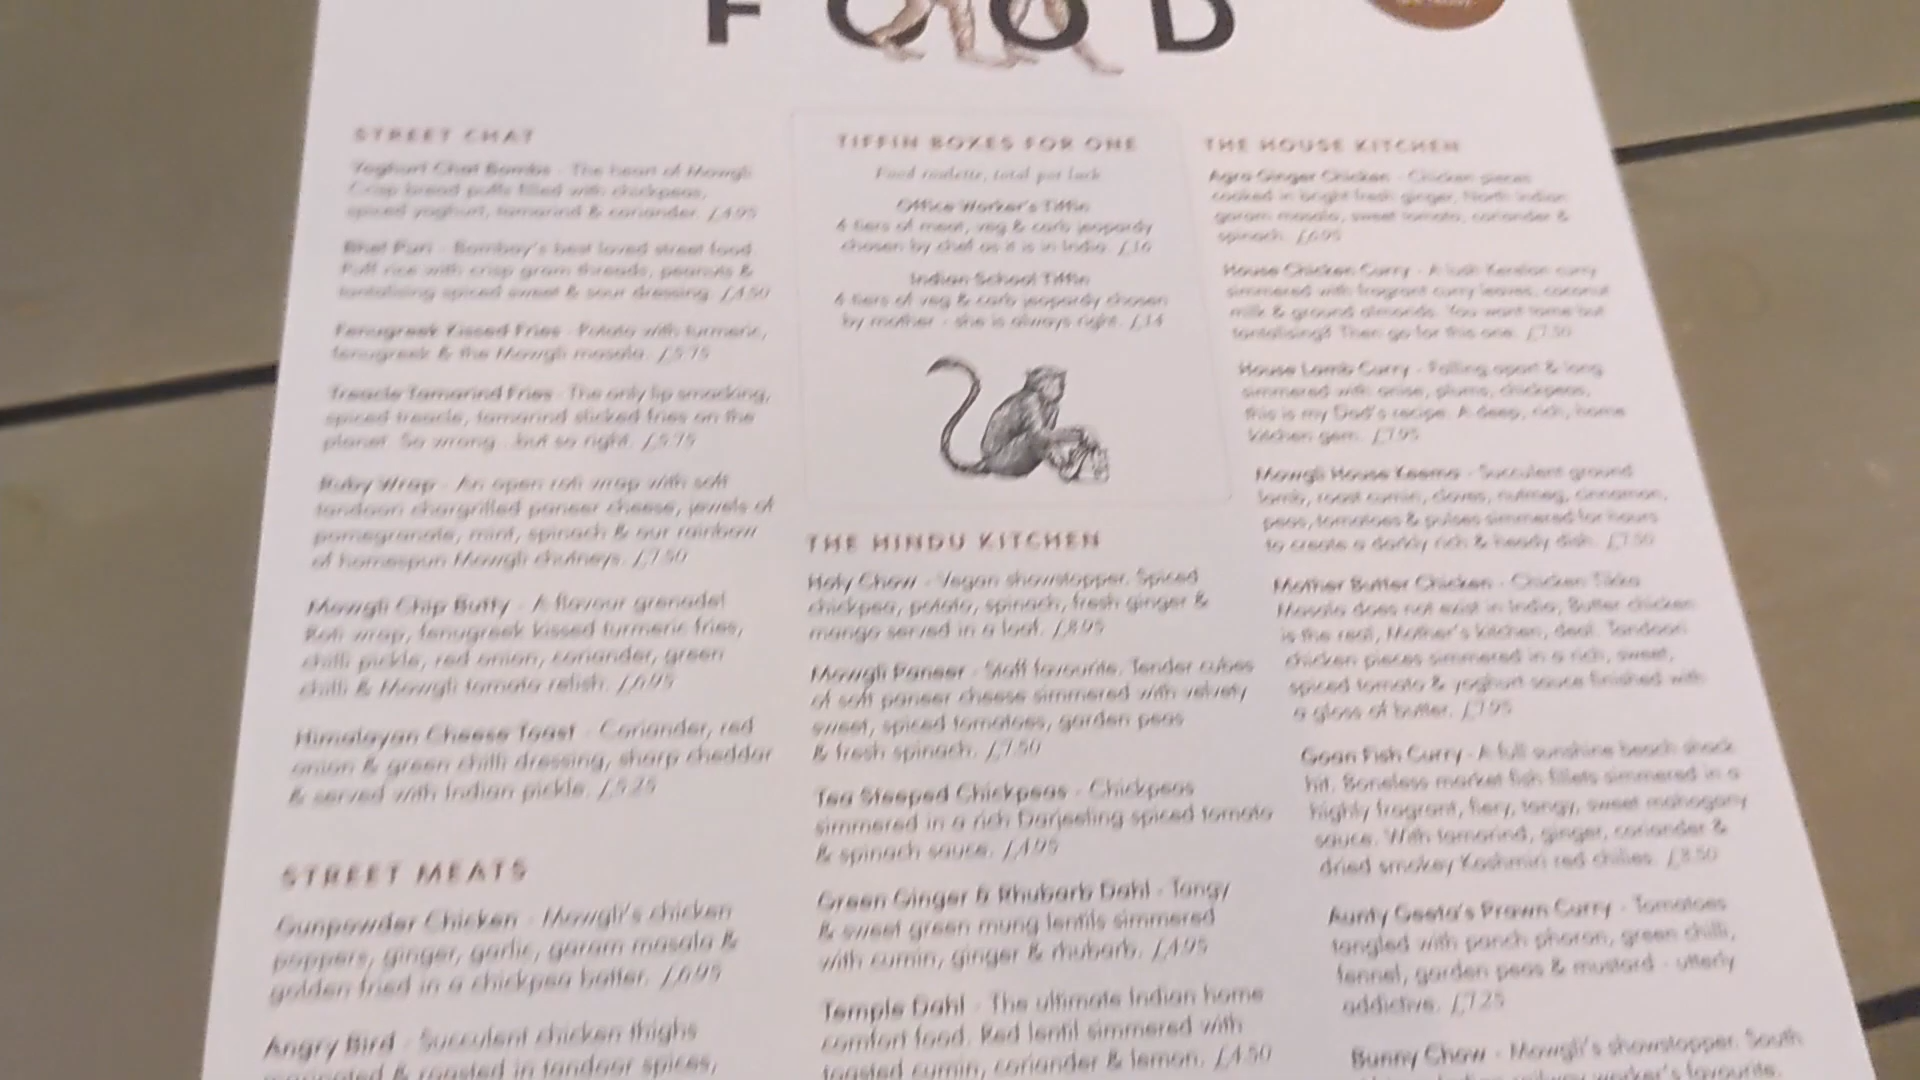 FOOD
STREET CHAT
Yoghurt Chat Bombs - The heart of Mowgli.
Crisp bread puffs filled with chickpeas,
spiced yoghurt, tamarind & coriander. £4.95
Bhel Puri - Bombay's best loved street food.
Puff rice with crisp gram threads, peanuts &
tantalising spiced sweet & sour dressing. £4.50
Fenugreek Kissed Fries - Potato with turmeric,
fenugreek & the Mowgli masala. £5.75
Treacle Tamarind Fries - The only lip smacking,
spiced treacle, tamarind slicked fries on the
planet. So wrong...but so right. £5.75
Ruby Wrap - An open roti wrap with soft
tandoori chargrilled paneer cheese, jewels of
pomegranate, mint, spinach & our rainbow
of homespun Mowgli chutneys. £7.50
Mowgli Chip Butty - A flavour grenade!
Roti wrap, fenugreek kissed turmeric fries,
chilli pickle, red onion, coriander, green
chilli & Mowgli tomato relish. £6.95
Himalayan Cheese Toast - Coriander, red
onion & green chilli dressing, sharp cheddar
& served with Indian pickle. £5.25
STREET MEATS
Gunpowder Chicken - Mowgli's chicken
poppers, ginger, garlic, garam masala &
golden fried in a chickpea batter. £6.95
Angry Bird - Succulent chicken thighs
marinated & roasted in tandoor spices,
TIFFIN BOXES FOR ONE
Food roulette, total pot luck
Office Worker's Tiffin
4 tiers of meat, veg & carb jeopardy
chosen by chef as it is in India. £16
Indian School Tiffin
4 tiers of veg & carb jeopardy chosen
by mother - she is always right. £14
THE HINDU KITCHEN
Holy Chow - Vegan showstopper. Spiced
chickpea, potato, spinach, fresh ginger &
mango served in a loaf. £8.95
Mowgli Paneer - Staff favourite. Tender cubes
of soft paneer cheese simmered with velvety
sweet, spiced tomatoes, garden peas
& fresh spinach. £7.50
Tea Steeped Chickpeas - Chickpeas
simmered in a rich Darjeeling spiced tomato
& spinach sauce. £4.95
Green Ginger & Rhubarb Dahl - Tangy
& sweet green mung lentils simmered
with cumin, ginger & rhubarb. £4.95
Temple Dahl - The ultimate Indian home
comfort food. Red lentil simmered with
toasted cumin, coriander & lemon. £4.50
THE HOUSE KITCHEN
Agra Ginger Chicken - Chicken pieces
cooked in bright fresh ginger, North Indian
garam masala, sweet tomato, coriander &
spinach. £6.95
House Chicken Curry - A lush Keralan curry
simmered with fragrant curry leaves, coconut
milk & ground almonds. You want tame but
tantalising? Then go for this one. £7.50
House Lamb Curry - Falling apart & long
simmered with anise, plums, chickpeas,
this is my Dad's recipe. A deep, rich, home
kitchen gem. £7.95
Mowgli House Keema - Succulent ground
lamb, roast cumin, cloves, nutmeg, cinnamon,
peas, tomatoes & pulses simmered for hours
to create a darkly rich & heady dish. £7.50
Mother Butter Chicken - Chicken Tikka
Masala does not exist in India, Butter chicken
is the real, Mother's kitchen, deal. Tandoori
chicken pieces simmered in a rich, sweet,
spiced tomato & yoghurt sauce finished with
a gloss of butter. £7.95
Goan Fish Curry - A full sunshine beach shack
hit. Boneless market fish fillets simmered in a
highly fragrant, fiery, tangy, sweet mahogany
sauce. With tamarind, ginger, coriander &
dried smokey Kashmiri red chilies. £8.50
Aunty Geeta's Prawn Curry - Tomatoes
tangled with panch phoran, green chilli,
fennel, garden peas & mustard - utterly
addictive. £7.25
Bunny Chow - Mowgli's showstopper. South
Indian railway worker's favourite.